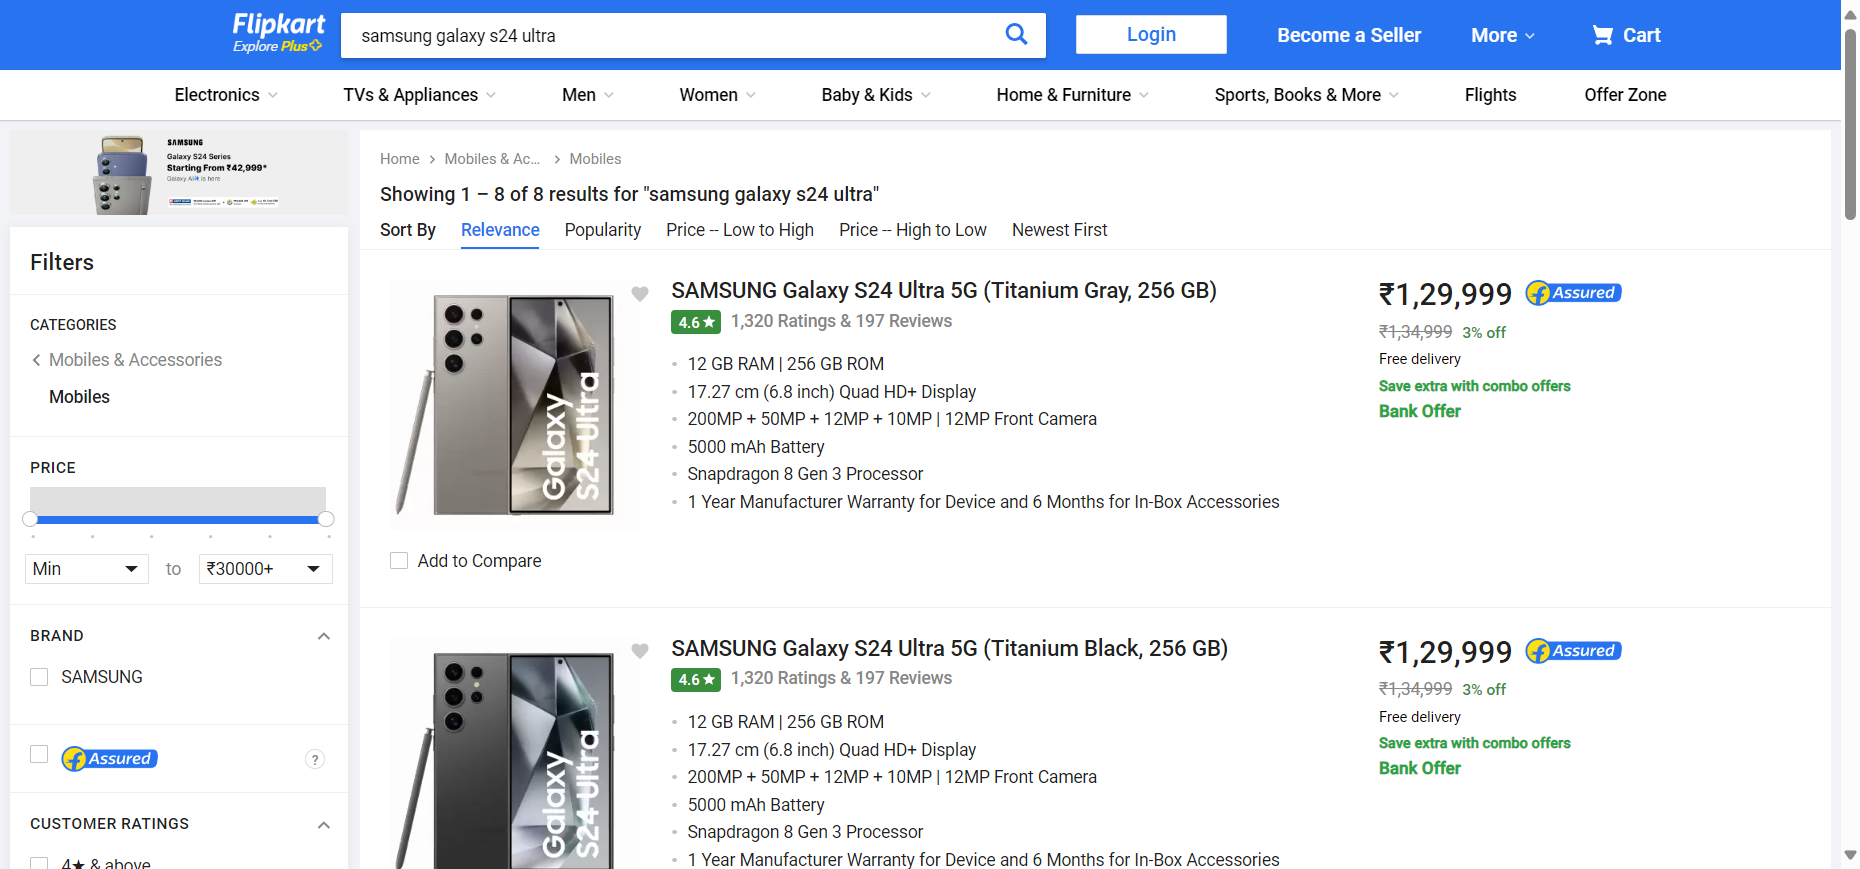 Flipkart
Explore Plus
samsung galaxy s24 ultra
Login
Become a Seller
More
Cart
Electronics
TVs & Appliances
Men
Women
Baby & Kids
Home & Furniture
Sports, Books & More
Flights
Offer Zone
SAMSUNG
Galaxy S24 Series
Starting From ₹42,999*
Galaxy AI is here
Filters
CATEGORIES
Mobiles & Accessories
Mobiles
PRICE
Min
to
₹30000+
BRAND
SAMSUNG
Assured
?
CUSTOMER RATINGS
4★ & above
Home
Mobiles & Ac...
Mobiles
Showing 1 – 8 of 8 results for "samsung galaxy s24 ultra"
Sort By
Relevance
Popularity
Price -- Low to High
Price -- High to Low
Newest First
Galaxy
S24 Ultra
Add to Compare
SAMSUNG Galaxy S24 Ultra 5G (Titanium Gray, 256 GB)
4.6★ 1,320 Ratings & 197 Reviews
12 GB RAM | 256 GB ROM
17.27 cm (6.8 inch) Quad HD+ Display
200MP + 50MP + 12MP + 10MP | 12MP Front Camera
5000 mAh Battery
Snapdragon 8 Gen 3 Processor
1 Year Manufacturer Warranty for Device and 6 Months for In-Box Accessories
₹1,29,999
Assured
₹1,34,999 3% off
Free delivery
Save extra with combo offers
Bank Offer
Galaxy
S24 Ultra
SAMSUNG Galaxy S24 Ultra 5G (Titanium Black, 256 GB)
4.6★ 1,320 Ratings & 197 Reviews
12 GB RAM | 256 GB ROM
17.27 cm (6.8 inch) Quad HD+ Display
200MP + 50MP + 12MP + 10MP | 12MP Front Camera
5000 mAh Battery
Snapdragon 8 Gen 3 Processor
1 Year Manufacturer Warranty for Device and 6 Months for In-Box Accessories
₹1,29,999
Assured
₹1,34,999 3% off
Free delivery
Save extra with combo offers
Bank Offer